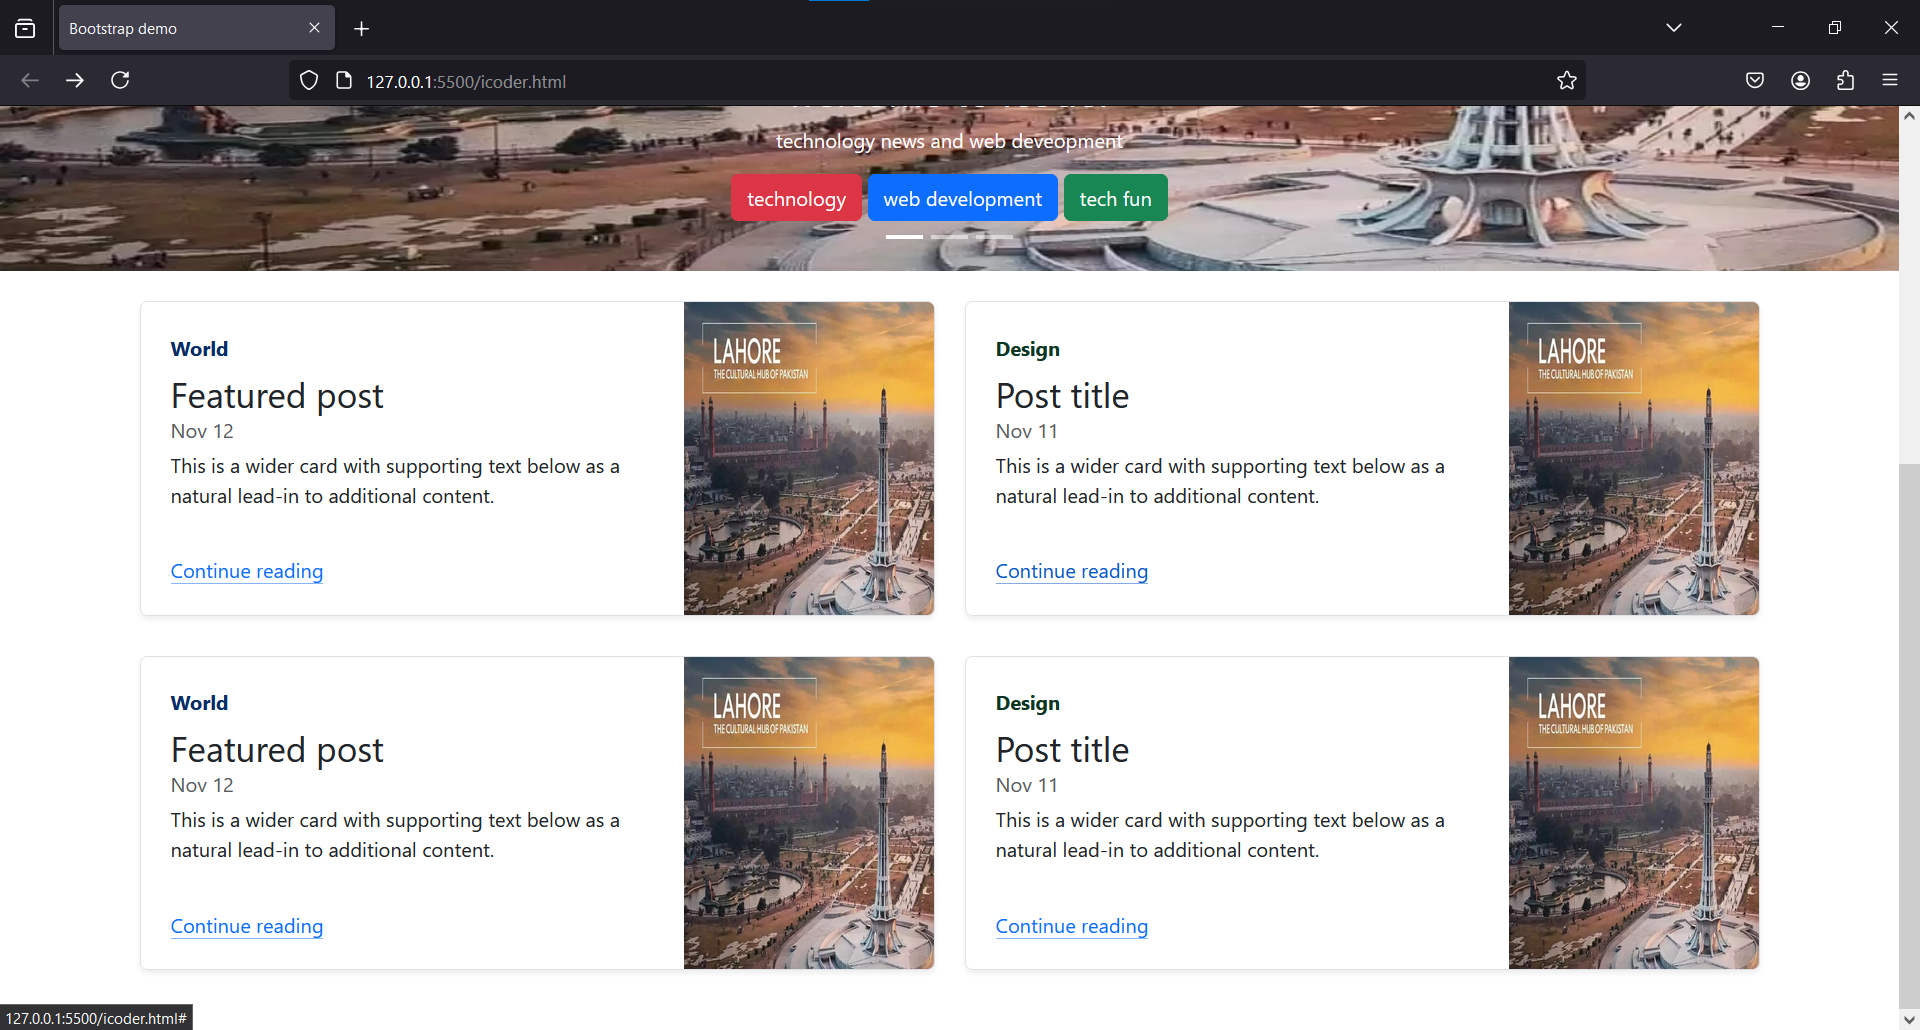 Bootstrap demo
127.0.0.1:5500/icoder.html
technology news and web deveopment
technology web development tech fun
World
Featured post
Nov 12
This is a wider card with supporting text below as a
natural lead-in to additional content.
Continue reading
LAHORE
THE CULTURAL HUB OF PAKISTAN
Design
Post title
Nov 11
This is a wider card with supporting text below as a
natural lead-in to additional content.
Continue reading
LAHORE
THE CULTURAL HUB OF PAKISTAN
World
Featured post
Nov 12
This is a wider card with supporting text below as a
natural lead-in to additional content.
Continue reading
LAHORE
THE CULTURAL HUB OF PAKISTAN
Design
Post title
Nov 11
This is a wider card with supporting text below as a
natural lead-in to additional content.
Continue reading
LAHORE
THE CULTURAL HUB OF PAKISTAN
127.0.0.1:5500/icoder.html#